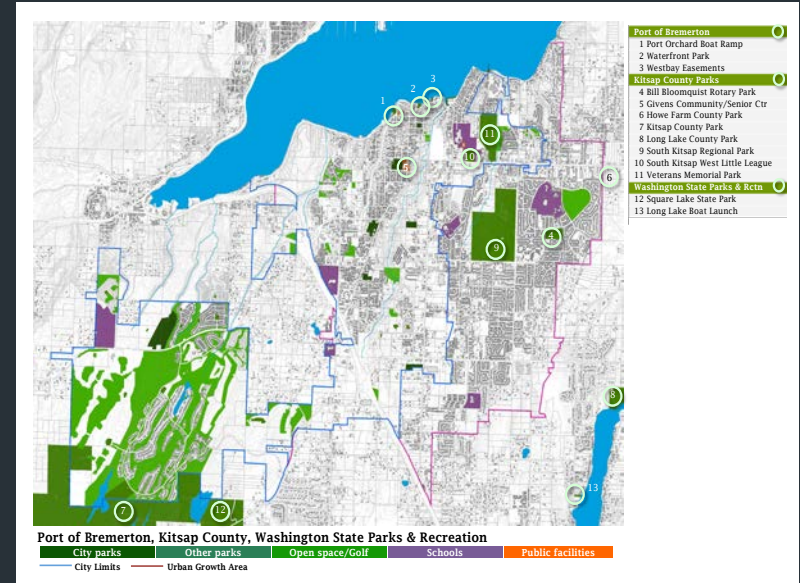 Port of Bremerton
1 Port Orchard Boat Ramp
2 Waterfront Park
3 Westbay Easements
Kitsap County Parks
4 Bill Bloomquist Rotary Park
5 Givens Community/Senior Ctr
6 Howe Farm County Park
7 Kitsap County Park
8 Long Lake County Park
9 South Kitsap Regional Park
10 South Kitsap West Little League
11 Veterans Memorial Park
Washington State Parks & Rctn
12 Square Lake State Park
13 Long Lake Boat Launch
3
2
1
11
10
5
6
4
9
8
13
7
12
Port of Bremerton, Kitsap County, Washington State Parks & Recreation
City parks Other parks Open space/Golf Schools Public facilities
City Limits Urban Growth Area